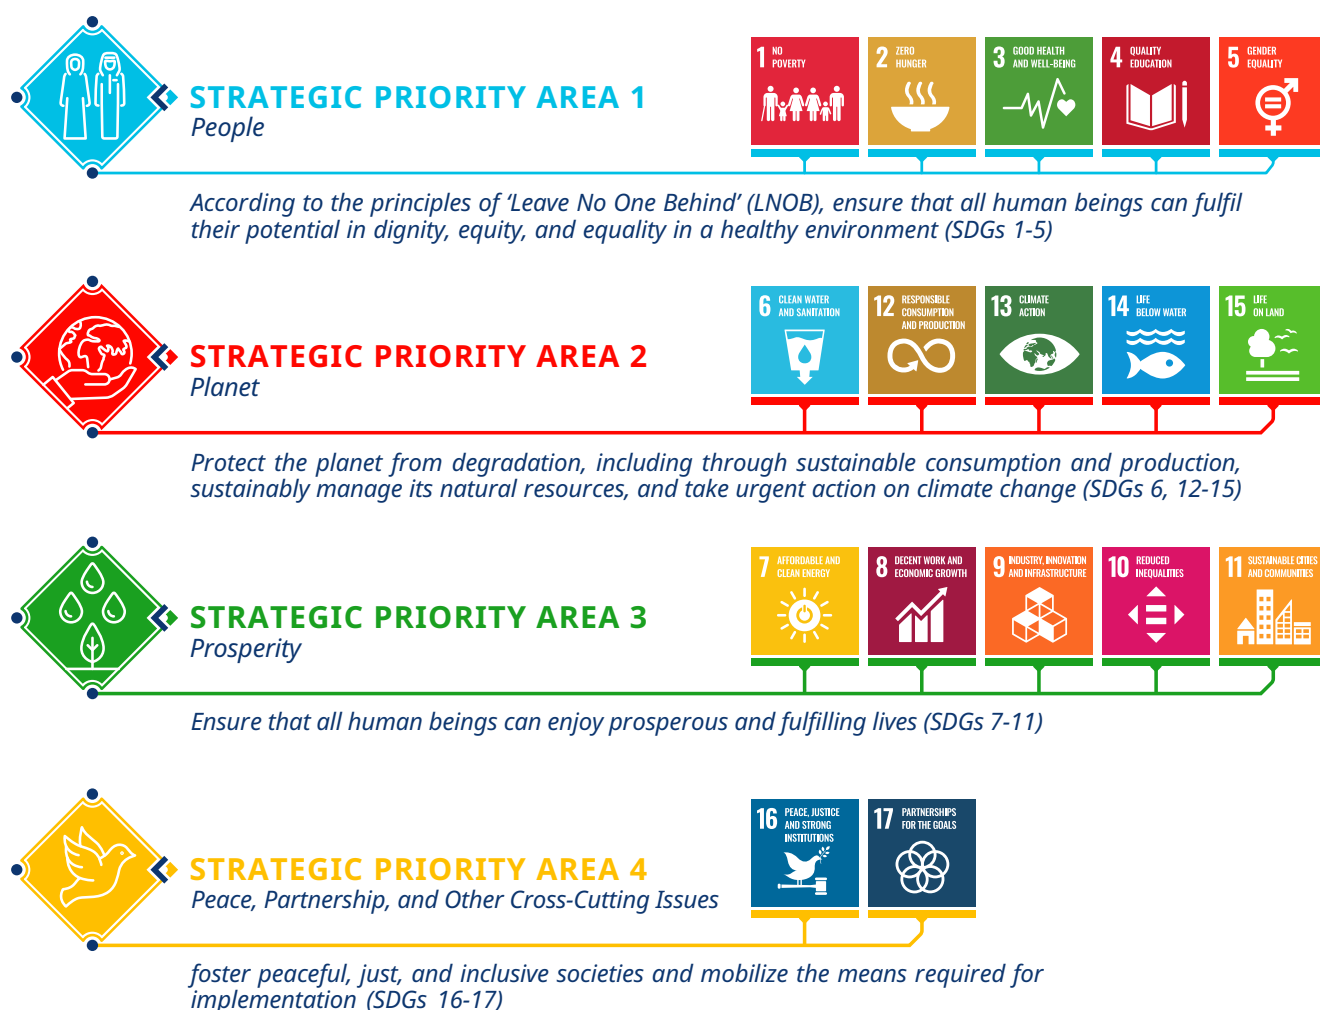 STRATEGIC PRIORITY AREA 1
People
1 NO POVERTY
2 ZERO HUNGER
3 GOOD HEALTH AND WELL-BEING
4 QUALITY EDUCATION
5 GENDER EQUALITY
According to the principles of ‘Leave No One Behind’ (LNOB), ensure that all human beings can fulfil
their potential in dignity, equity, and equality in a healthy environment (SDGs 1-5)
STRATEGIC PRIORITY AREA 2
Planet
6 CLEAN WATER AND SANITATION
12 RESPONSIBLE CONSUMPTION AND PRODUCTION
13 CLIMATE ACTION
14 LIFE BELOW WATER
15 LIFE ON LAND
Protect the planet from degradation, including through sustainable consumption and production,
sustainably manage its natural resources, and take urgent action on climate change (SDGs 6, 12-15)
STRATEGIC PRIORITY AREA 3
Prosperity
7 AFFORDABLE AND CLEAN ENERGY
8 DECENT WORK AND ECONOMIC GROWTH
9 INDUSTRY, INNOVATION AND INFRASTRUCTURE
10 REDUCED INEQUALITIES
11 SUSTAINABLE CITIES AND COMMUNITIES
Ensure that all human beings can enjoy prosperous and fulfilling lives (SDGs 7-11)
STRATEGIC PRIORITY AREA 4
Peace, Partnership, and Other Cross-Cutting Issues
16 PEACE, JUSTICE AND STRONG INSTITUTIONS
17 PARTNERSHIPS FOR THE GOALS
foster peaceful, just, and inclusive societies and mobilize the means required for
implementation (SDGs 16-17)